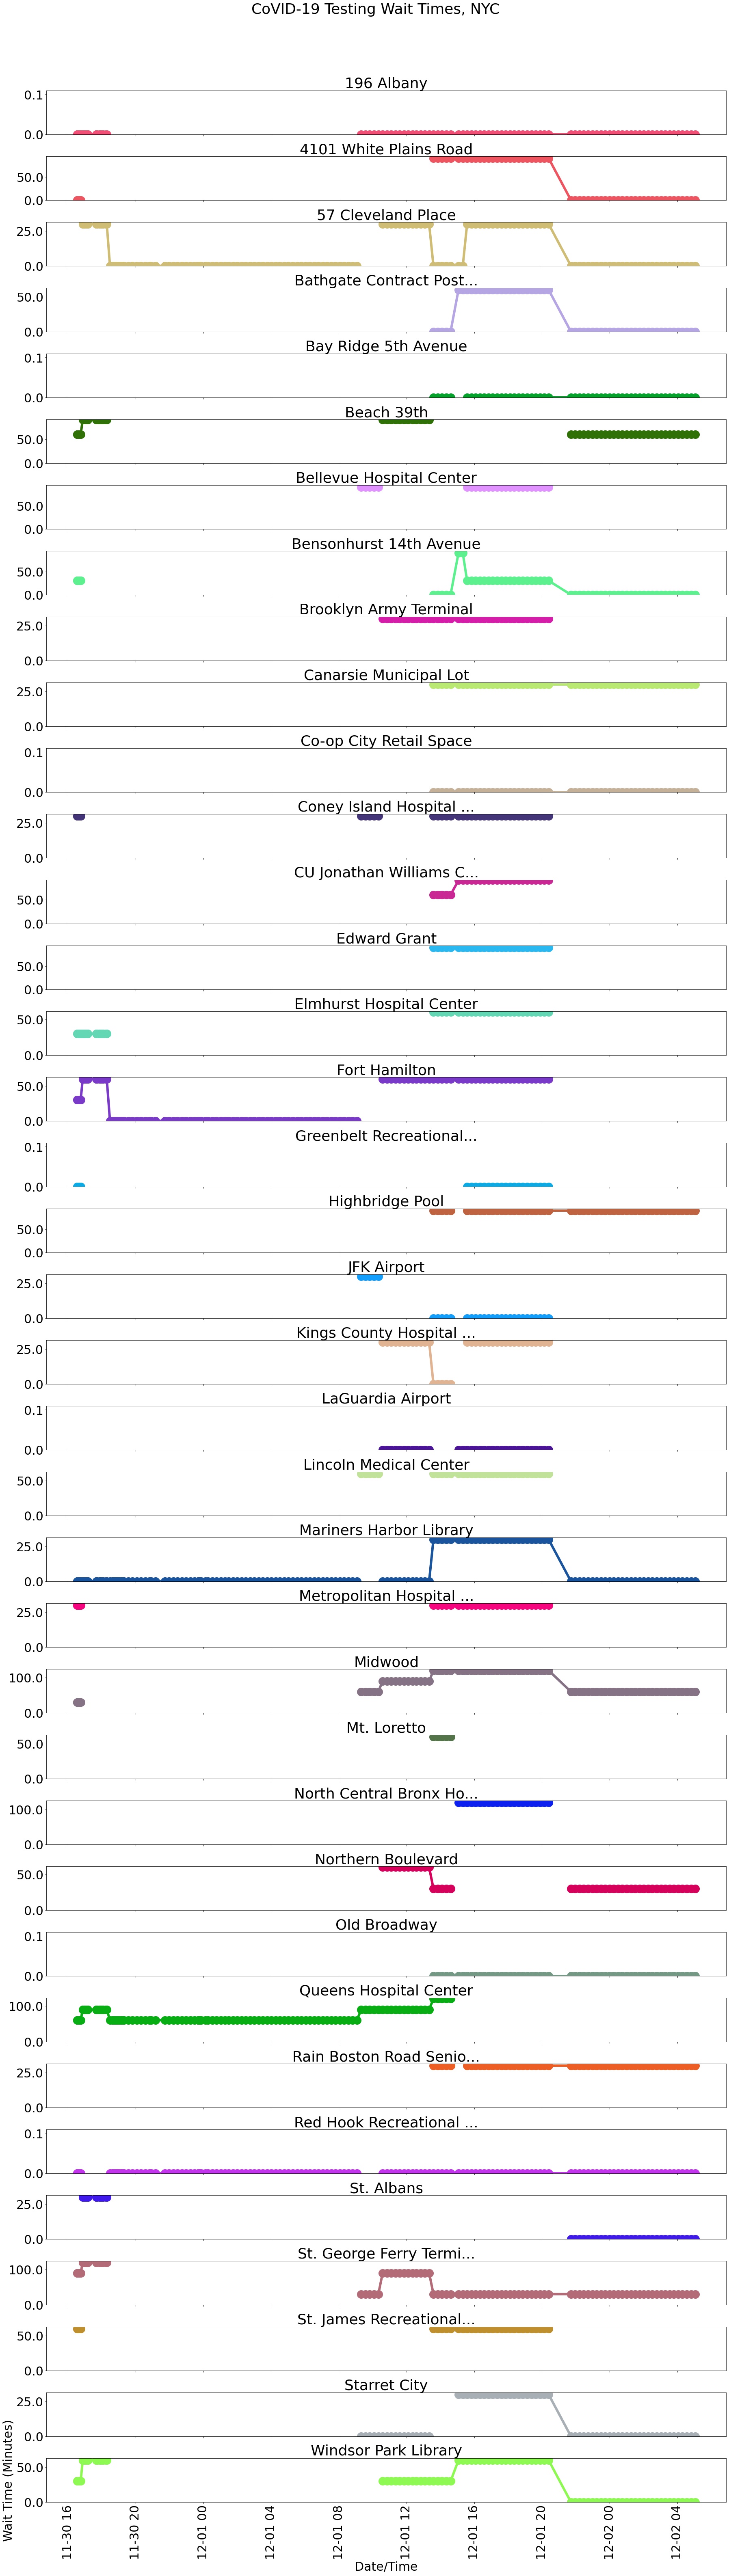 CoVID-19 Testing Wait Times, NYC
196 Albany
0.1
0.0
4101 White Plains Road
50.0
0.0
57 Cleveland Place
25.0
0.0
Bathgate Contract Post...
50.0
0.0
Bay Ridge 5th Avenue
0.1
0.0
Beach 39th
50.0
0.0
Bellevue Hospital Center
50.0
0.0
Bensonhurst 14th Avenue
50.0
0.0
Brooklyn Army Terminal
25.0
0.0
Canarsie Municipal Lot
25.0
0.0
Co-op City Retail Space
0.1
0.0
Coney Island Hospital ...
25.0
0.0
CU Jonathan Williams C...
50.0
0.0
Edward Grant
50.0
0.0
Elmhurst Hospital Center
50.0
0.0
Fort Hamilton
50.0
0.0
Greenbelt Recreational...
0.1
0.0
Highbridge Pool
50.0
0.0
JFK Airport
25.0
0.0
Kings County Hospital ...
25.0
0.0
LaGuardia Airport
0.1
0.0
Lincoln Medical Center
50.0
0.0
Mariners Harbor Library
25.0
0.0
Metropolitan Hospital ...
25.0
0.0
Midwood
100.0
0.0
Mt. Loretto
50.0
0.0
North Central Bronx Ho...
100.0
0.0
Northern Boulevard
50.0
0.0
Old Broadway
0.1
0.0
Queens Hospital Center
100.0
0.0
Rain Boston Road Senio...
25.0
0.0
Red Hook Recreational ...
0.1
0.0
St. Albans
25.0
0.0
St. George Ferry Termi...
100.0
0.0
St. James Recreational...
50.0
0.0
Starret City
25.0
0.0
Windsor Park Library
50.0
0.0
Wait Time (Minutes)
11-30 16
11-30 20
12-01 00
12-01 04
12-01 08
12-01 12
12-01 16
12-01 20
12-02 00
12-02 04
Date/Time